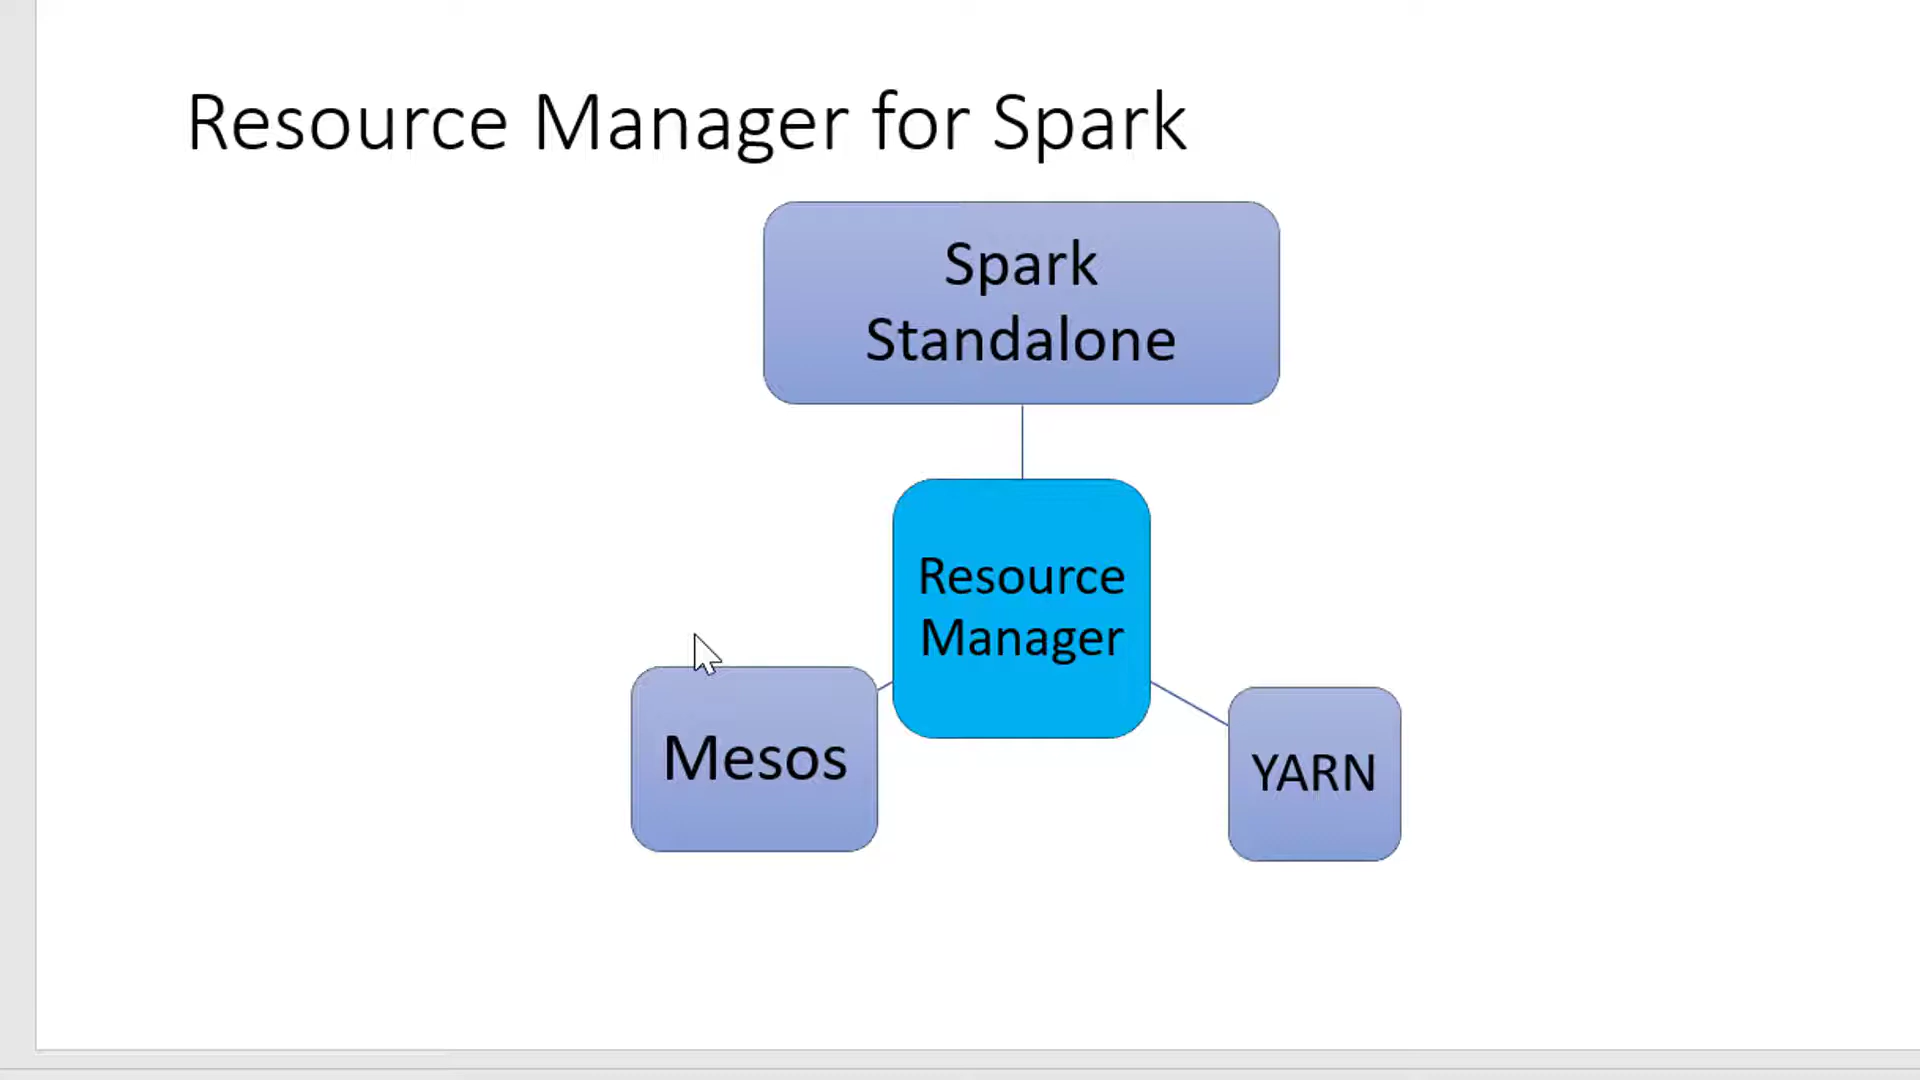 Resource Manager for Spark
Spark
Standalone
Resource
Manager
Mesos
YARN